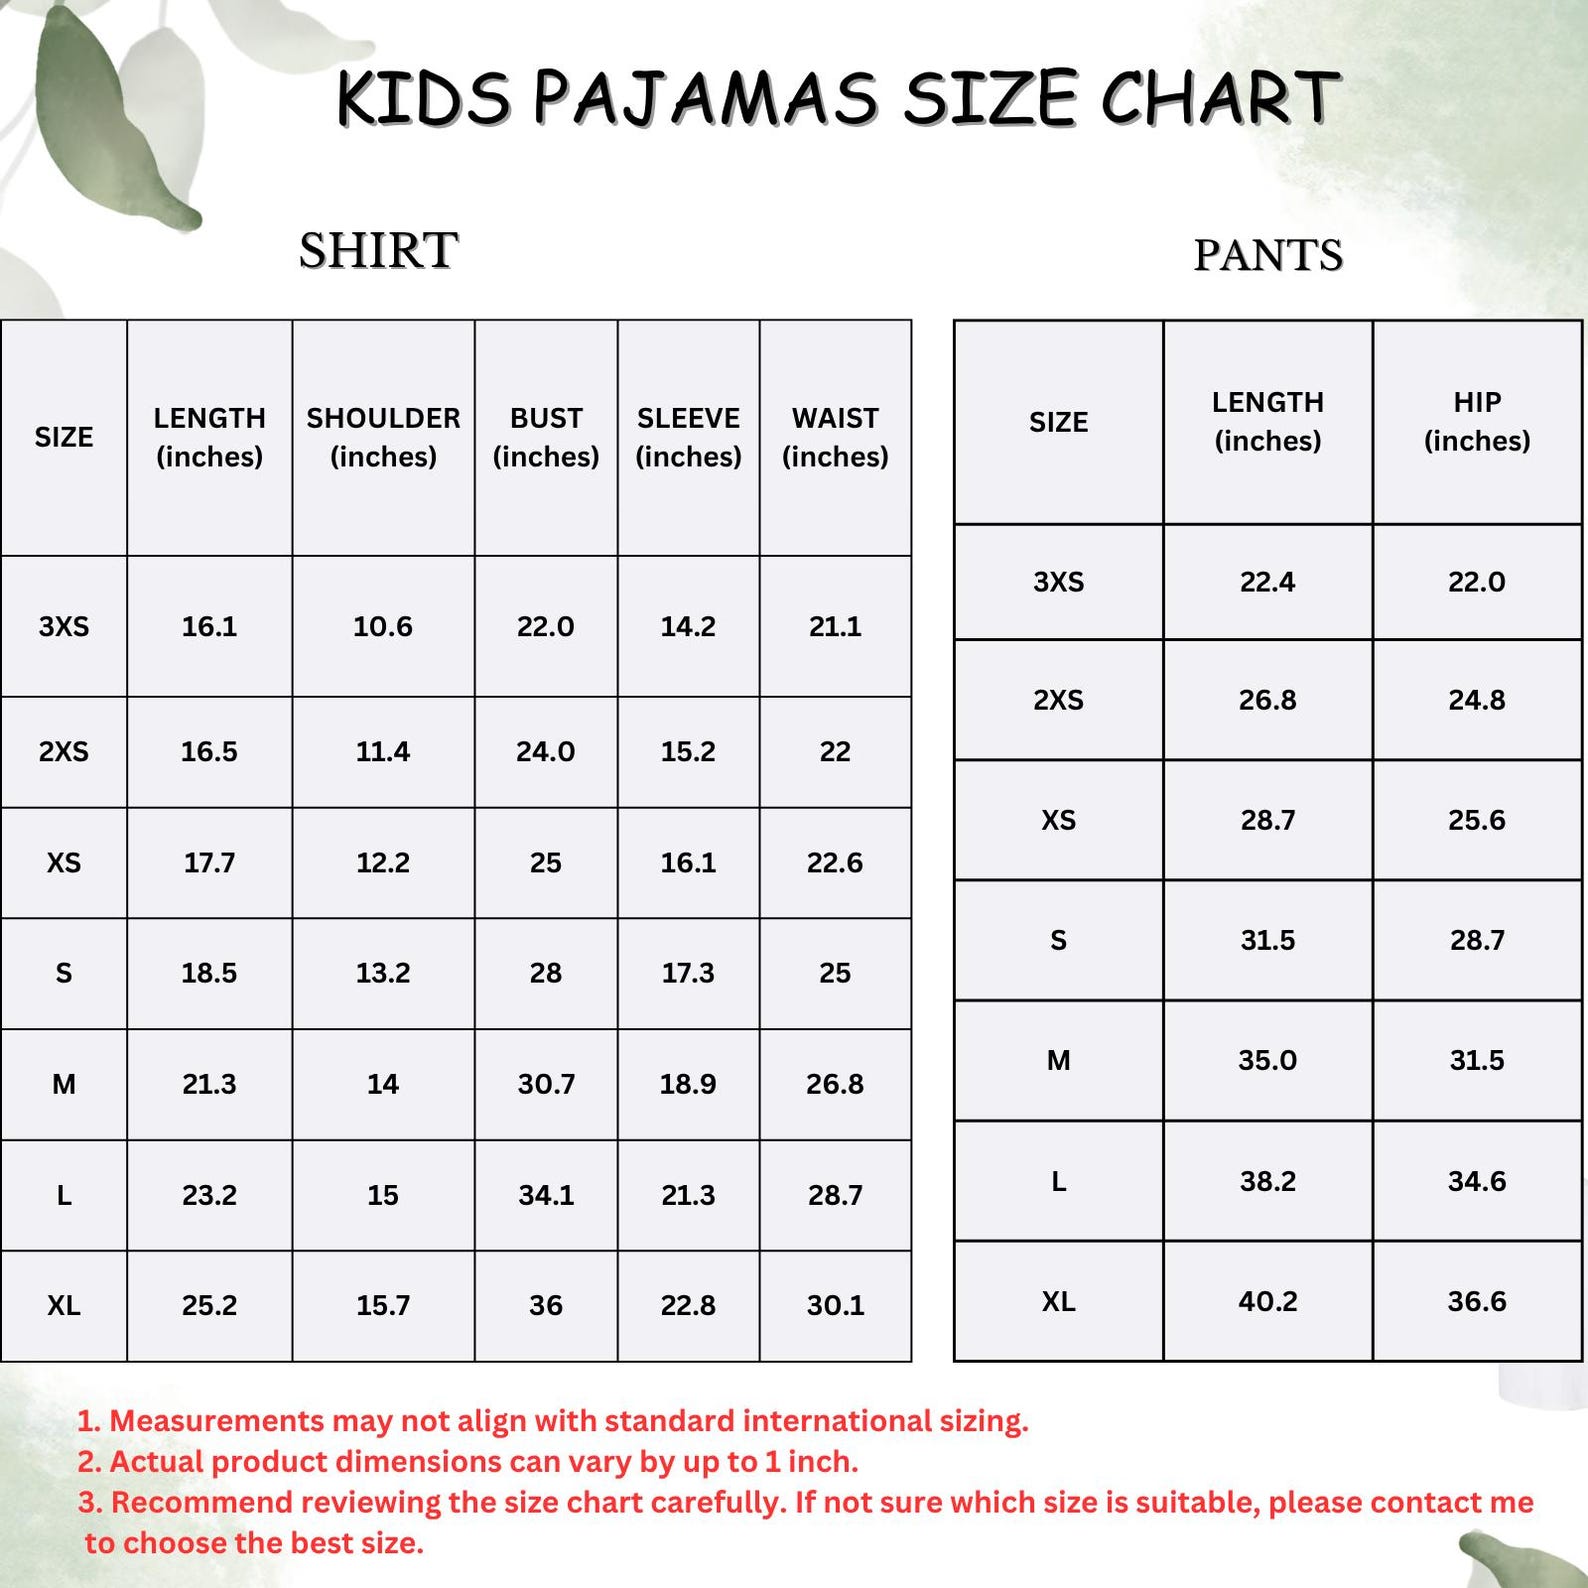 KIDS PAJAMAS SIZE CHART
SHIRT
SIZE LENGTH (inches) SHOULDER (inches) BUST (inches) SLEEVE (inches) WAIST (inches)
3XS 16.1 10.6 22.0 14.2 21.1
2XS 16.5 11.4 24.0 15.2 22
XS 17.7 12.2 25 16.1 22.6
S 18.5 13.2 28 17.3 25
M 21.3 14 30.7 18.9 26.8
L 23.2 15 34.1 21.3 28.7
XL 25.2 15.7 36 22.8 30.1
PANTS
SIZE LENGTH (inches) HIP (inches)
3XS 22.4 22.0
2XS 26.8 24.8
XS 28.7 25.6
S 31.5 28.7
M 35.0 31.5
L 38.2 34.6
XL 40.2 36.6
1. Measurements may not align with standard international sizing.
2. Actual product dimensions can vary by up to 1 inch.
3. Recommend reviewing the size chart carefully. If not sure which size is suitable, please contact me
to choose the best size.